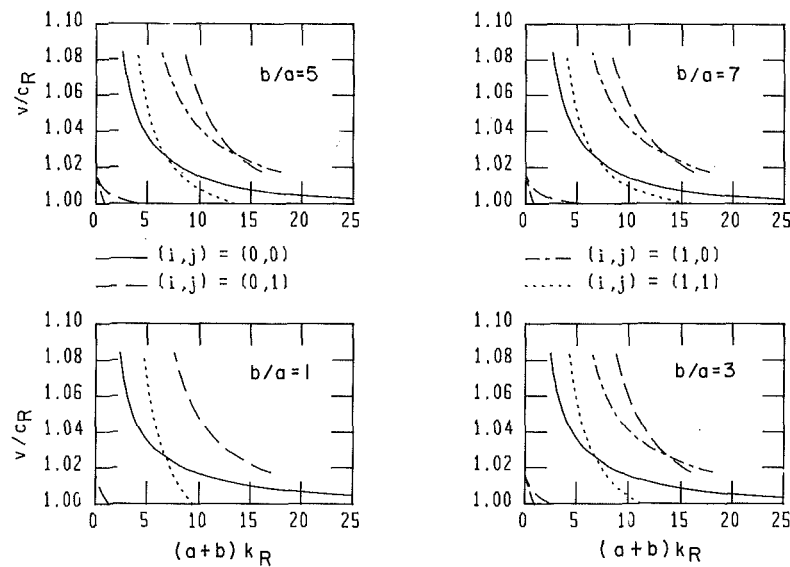 1.10 1.10
1.08 1.08
1.06 b/a=5 1.06 b/a=7
v/cR
1.04 1.04
1.02 1.02
1.00 1.00
0 5 10 15 20 25 0 5 10 15 20 25
(i,j) = (0,0) (i,j) = (1,0)
(i,j) = (0,1) (i,j) = (1,1)
1.10 1.10
1.08 1.08
b/a=1 b/a=3
1.06 1.06
v/cR
1.04 1.04
1.02 1.02
1.00 1.00
0 5 10 15 20 25 0 5 10 15 20 25
(a+b) kR (a+b) kR